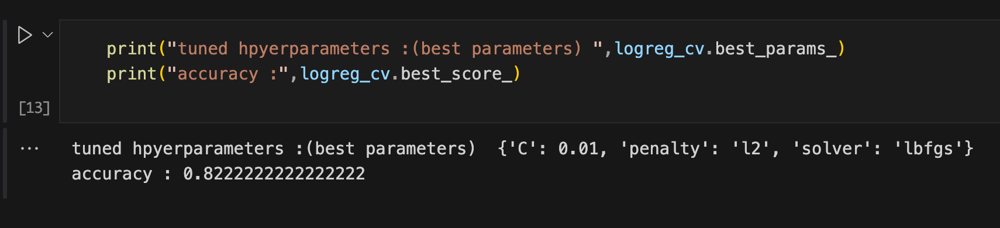 print("tuned hpyerparameters :(best parameters) ",logreg_cv.best_params_)
print("accuracy :",logreg_cv.best_score_)
[13]
... tuned hpyerparameters :(best parameters)  {'C': 0.01, 'penalty': 'l2', 'solver': 'lbfgs'}
accuracy : 0.8222222222222222